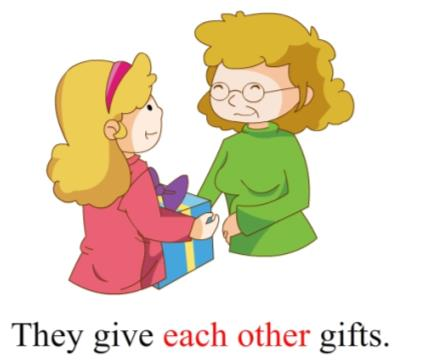 They give each other gifts.